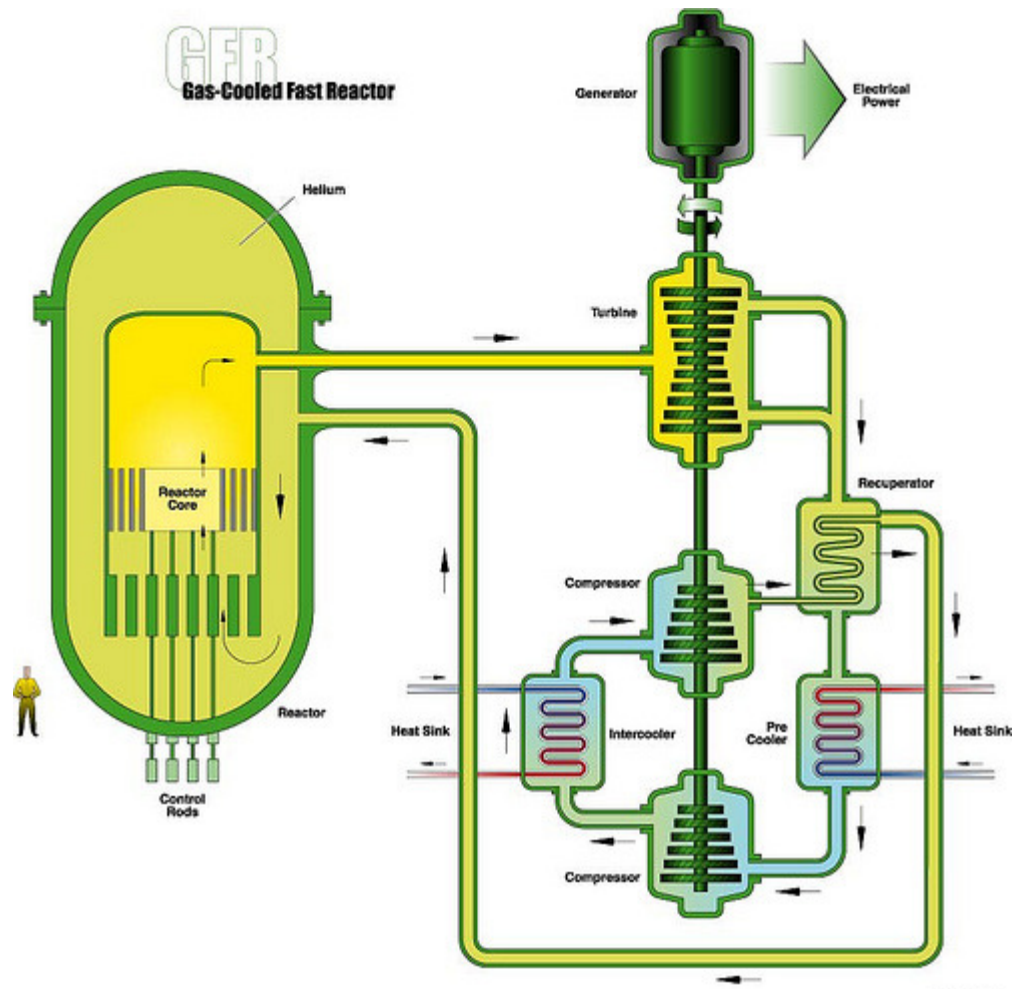 GFR
Gas-Cooled Fast Reactor
Generator
Electrical
Power
Helium
Turbine
Recuperator
Reactor
Core
Compressor
Reactor
Heat Sink
Intercooler
Pre
Cooler
Heat Sink
Control
Rods
Compressor